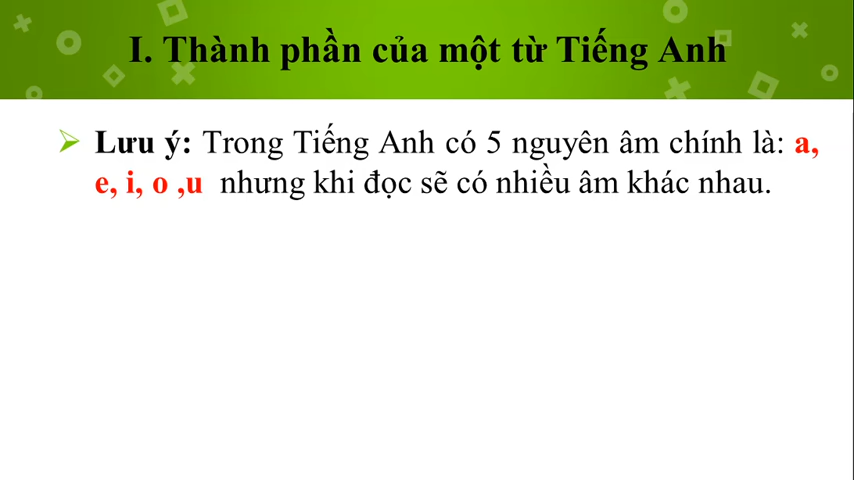 I. Thành phần của một từ Tiếng Anh
Lưu ý: Trong Tiếng Anh có 5 nguyên âm chính là: a,
e, i, o ,u nhưng khi đọc sẽ có nhiều âm khác nhau.